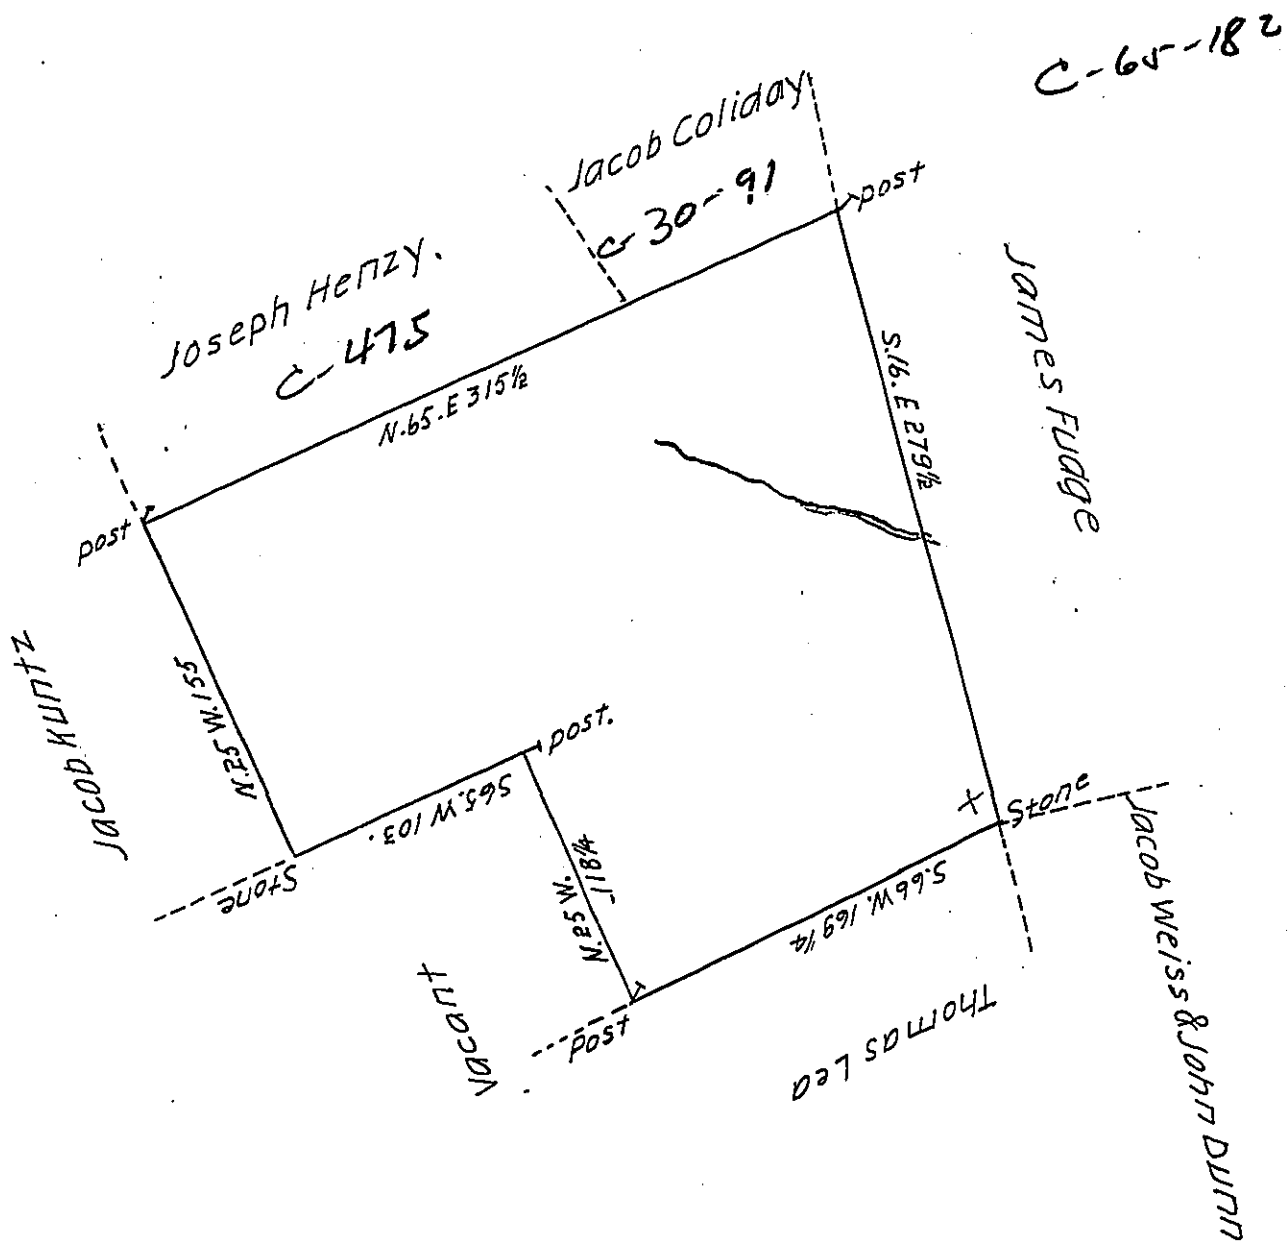 C-65-182
Jacob Coliday
C-30-91
post
Joseph Henzy.
C-475
N.65.E 315½
S.16.E 279½
James Fudge
post
Jacob Kuntz
N.25 W.155
post.
S65.W 103.
Stone
N.25 W.
118¼
X
Stone
S.66W. 169¼
Vacant
post
Thomas Lea
Jacob Weiss & John Dunn